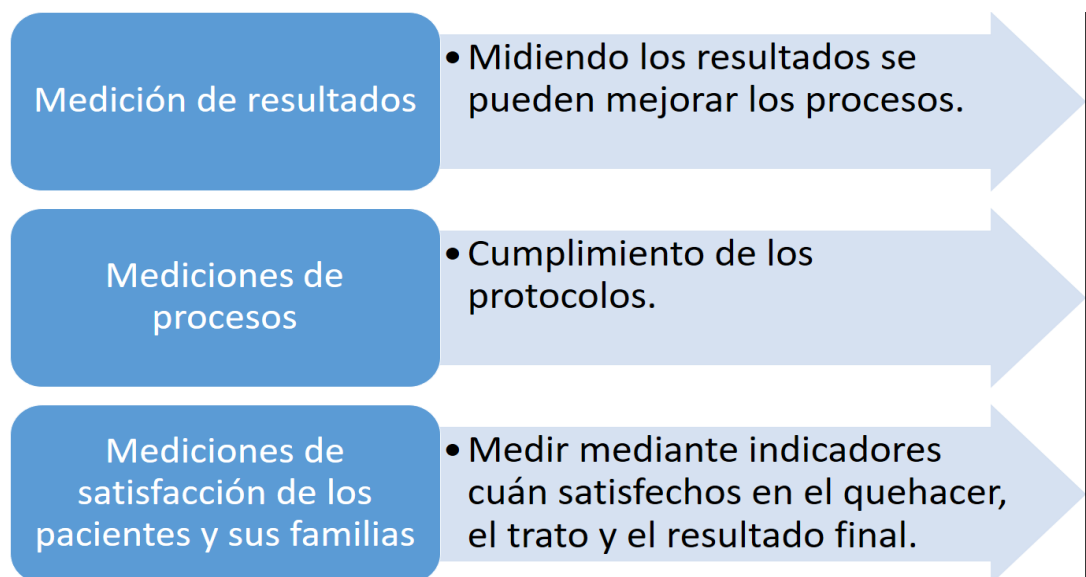 Medición de resultados
• Midiendo los resultados se
pueden mejorar los procesos.
Mediciones de
procesos
• Cumplimiento de los
protocolos.
Mediciones de
satisfacción de los
pacientes y sus familias
• Medir mediante indicadores
cuán satisfechos en el quehacer,
el trato y el resultado final.